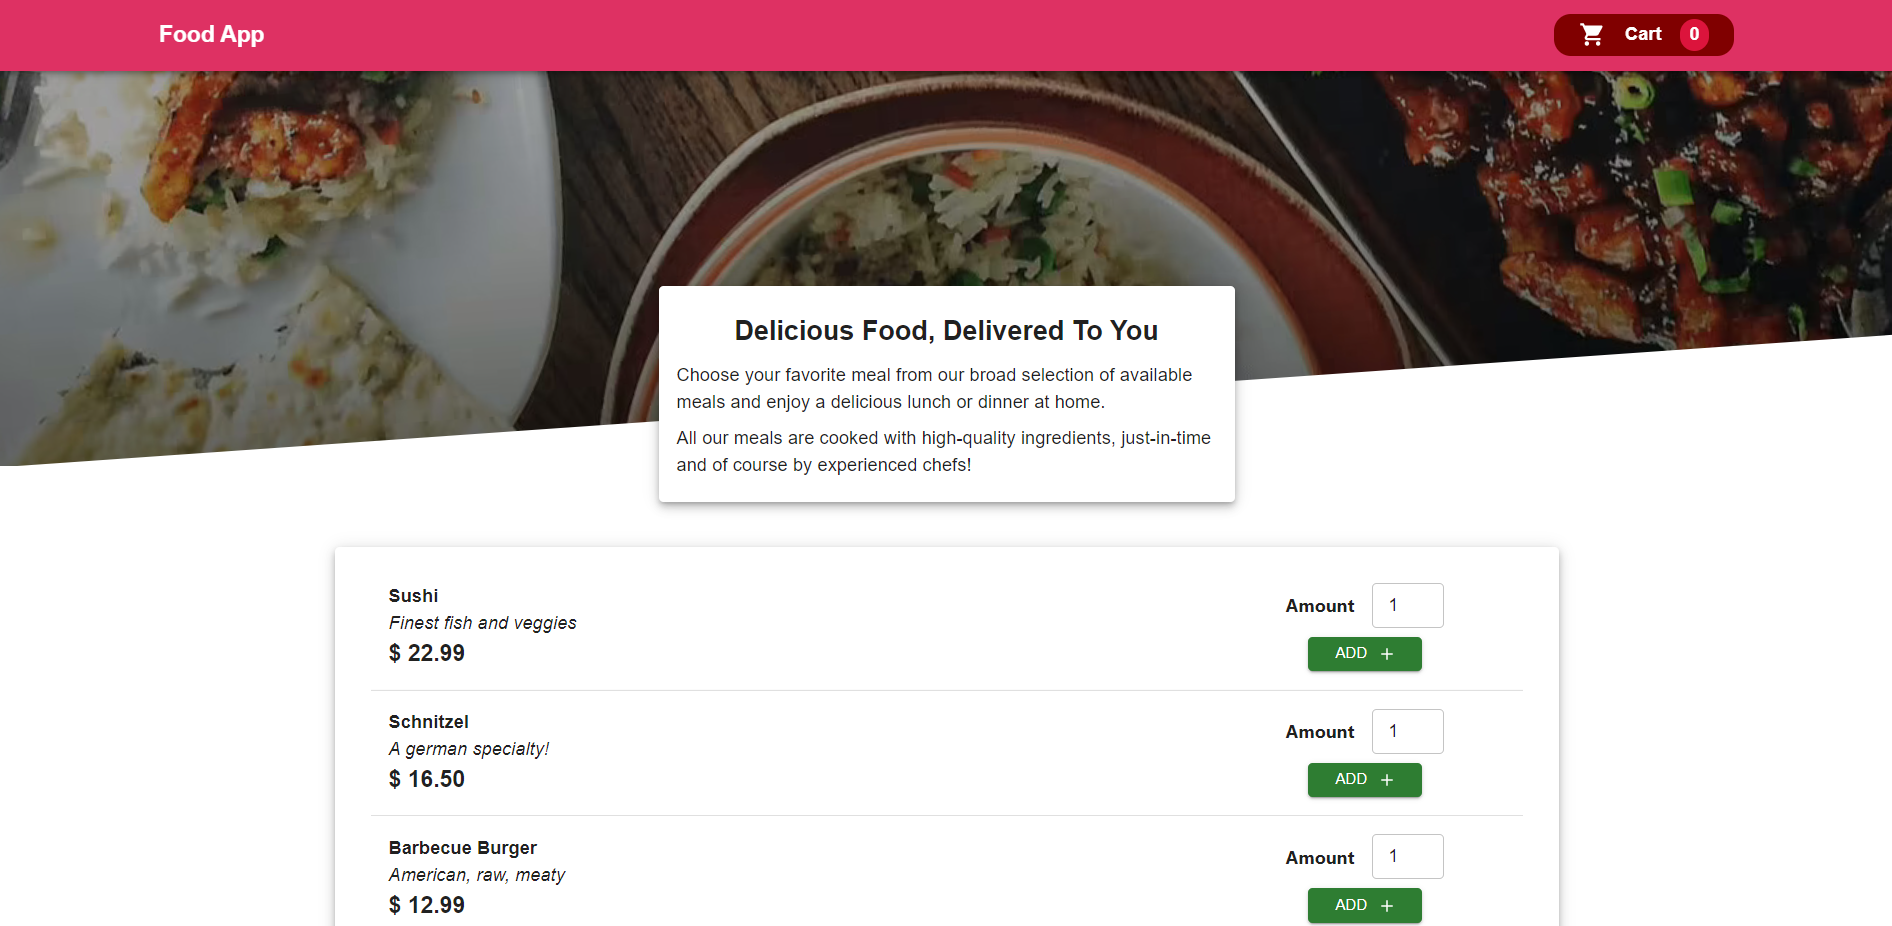 Food App
Cart 0
Delicious Food, Delivered To You
Choose your favorite meal from our broad selection of available
meals and enjoy a delicious lunch or dinner at home.
All our meals are cooked with high-quality ingredients, just-in-time
and of course by experienced chefs!
Sushi
Finest fish and veggies
$ 22.99
Amount 1
ADD +
Schnitzel
A german specialty!
$ 16.50
Amount 1
ADD +
Barbecue Burger
American, raw, meaty
$ 12.99
Amount 1
ADD +